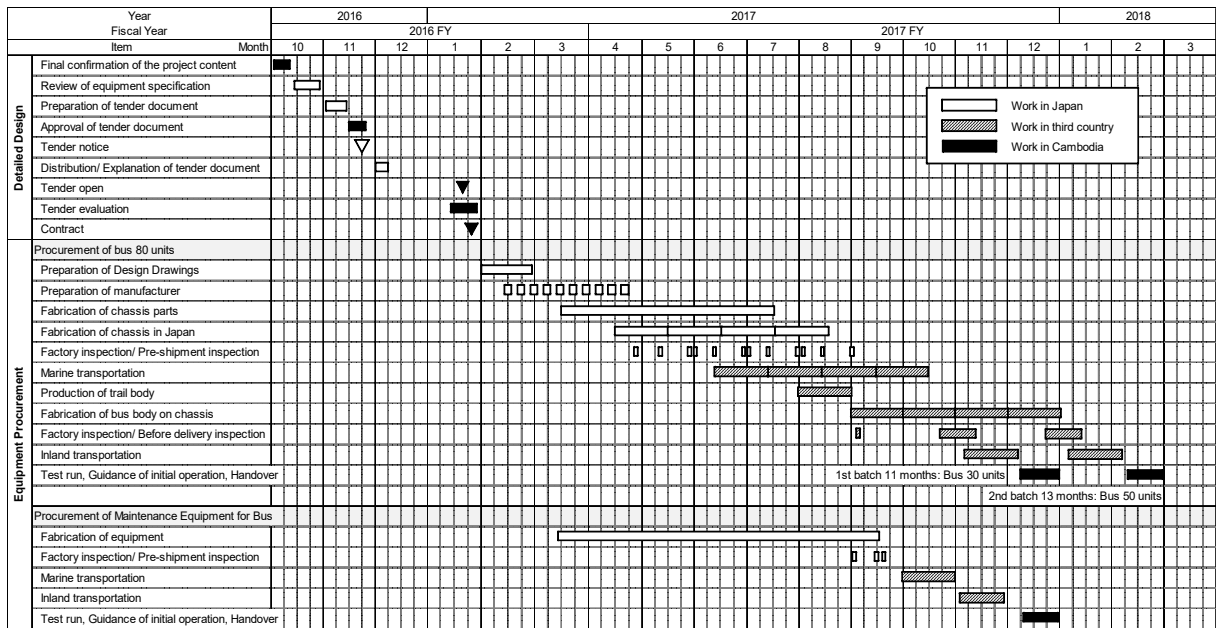 Year 2016 2017 2018
Fiscal Year 2016 FY 2017 FY
Item Month 10 11 12 1 2 3 4 5 6 7 8 9 10 11 12 1 2 3
Detailed Design
Final confirmation of the project content
Review of equipment specification
Preparation of tender document
Approval of tender document
Tender notice
Distribution/ Explanation of tender document
Tender open
Tender evaluation
Contract
Work in Japan
Work in third country
Work in Cambodia
Equipment Procurement
Procurement of bus 80 units
Preparation of Design Drawings
Preparation of manufacturer
Fabrication of chassis parts
Fabrication of chassis in Japan
Factory inspection/ Pre-shipment inspection
Marine transportation
Production of trail body
Fabrication of bus body on chassis
Factory inspection/ Before delivery inspection
Inland transportation
Test run, Guidance of initial operation, Handover 1st batch 11 months: Bus 30 units
2nd batch 13 months: Bus 50 units
Procurement of Maintenance Equipment for Bus
Fabrication of equipment
Factory inspection/ Pre-shipment inspection
Marine transportation
Inland transportation
Test run, Guidance of initial operation, Handover